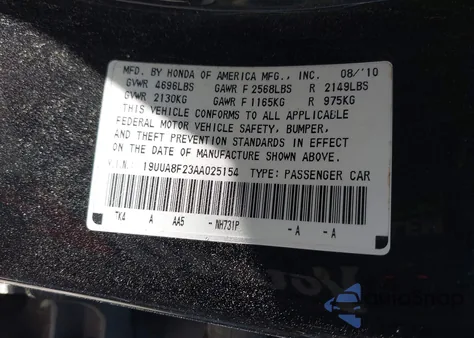 MFD. BY HONDA OF AMERICA MFG., INC. 08/'10
GVWR 4696LBS GAWR F 2568LBS R 2149LBS
GVWR 2130KG GAWR F 1165KG R 975KG
THIS VEHICLE CONFORMS TO ALL APPLICABLE
FEDERAL MOTOR VEHICLE SAFETY, BUMPER,
AND THEFT PREVENTION STANDARDS IN EFFECT
ON THE DATE OF MANUFACTURE SHOWN ABOVE.
V.I.N. 19UUA8F23AA025154 TYPE: PASSENGER CAR
TK4 A AA5 - NH731P - A - A
AutoSnap